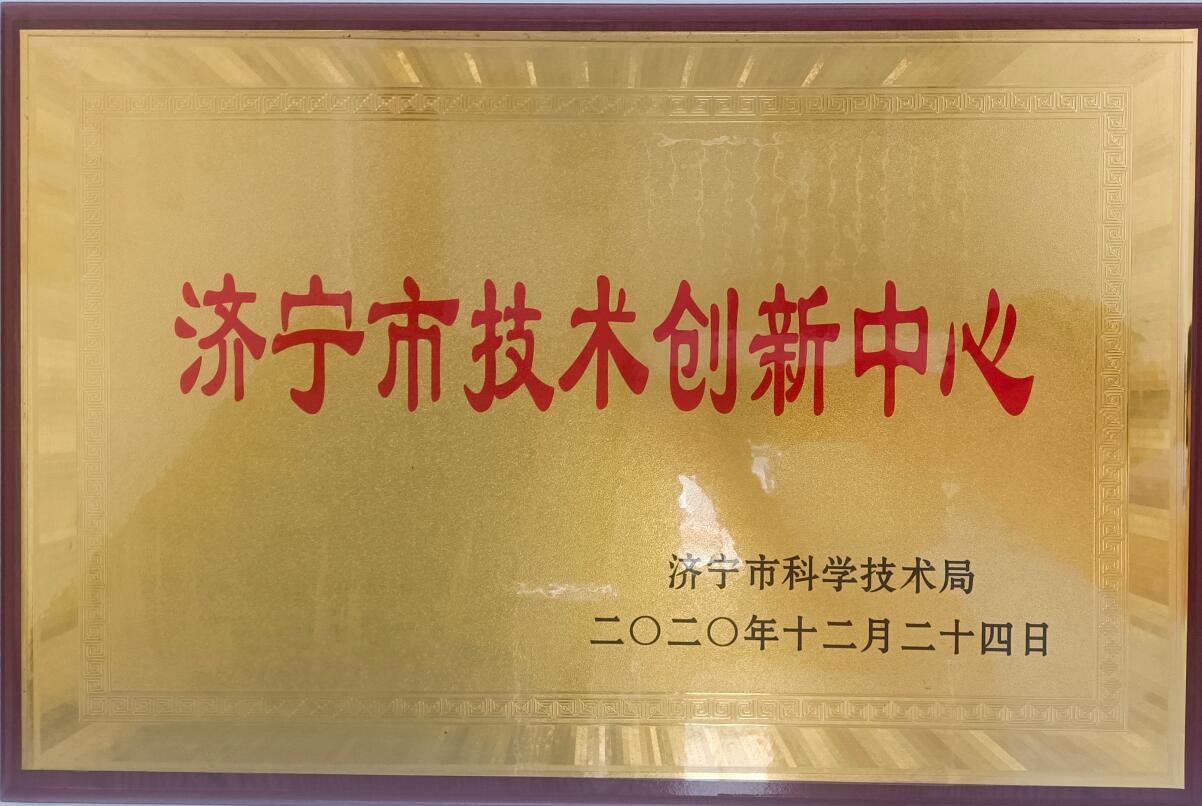 济宁市技术创新中心
济宁市科学技术局
二〇二〇年十二月二十四日